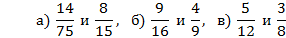 а) 14/75 и 8/15, б) 9/16 и 4/9, в) 5/12 и 3/8